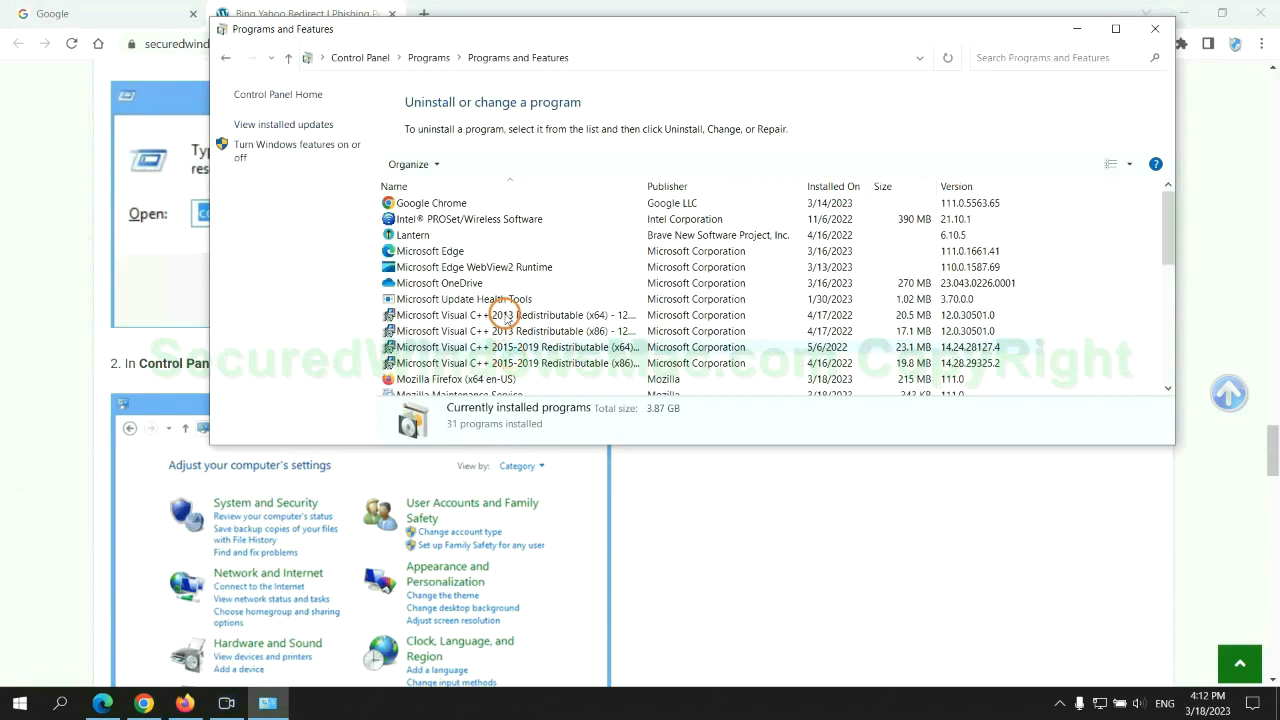 Google
Bing Yahoo Redirect | Phishing P
securedwind
Programs and Features
Control Panel > Programs > Programs and Features
Search Programs and Features
Control Panel Home
View installed updates
Turn Windows features on or
off
Uninstall or change a program
To uninstall a program, select it from the list and then click Uninstall, Change, or Repair.
Organize
Name Publisher Installed On Size Version
Google Chrome Google LLC 3/14/2023 111.0.5563.65
Intel® PROSet/Wireless Software Intel Corporation 11/6/2022 390 MB 21.10.1
Lantern Brave New Software Project, Inc. 4/16/2022 6.10.5
Microsoft Edge Microsoft Corporation 3/16/2023 111.0.1661.41
Microsoft Edge WebView2 Runtime Microsoft Corporation 3/13/2023 110.0.1587.69
Microsoft OneDrive Microsoft Corporation 3/16/2023 270 MB 23.043.0226.0001
Microsoft Update Health Tools Microsoft Corporation 1/30/2023 1.02 MB 3.70.0.0
Microsoft Visual C++ 2013 Redistributable (x64) - 12.... Microsoft Corporation 4/17/2022 20.5 MB 12.0.30501.0
Microsoft Visual C++ 2013 Redistributable (x86) - 12.... Microsoft Corporation 4/17/2022 17.1 MB 12.0.30501.0
Microsoft Visual C++ 2015-2019 Redistributable (x64)... Microsoft Corporation 5/6/2022 23.1 MB 14.24.28127.4
Microsoft Visual C++ 2015-2019 Redistributable (x86)... Microsoft Corporation 4/16/2022 19.8 MB 14.28.29325.2
Mozilla Firefox (x64 en-US) Mozilla 3/18/2023 215 MB 111.0
Mozilla Maintenance Service Mozilla 3/18/2023 343 KB 111.0
Currently installed programs Total size: 3.87 GB
31 programs installed
Ty
res
Open:
2. In Control Pan
Adjust your computer's settings
View by: Category
System and Security
Review your computer's status
Save backup copies of your files
with File History
Find and fix problems
Network and Internet
Connect to the Internet
View network status and tasks
Choose homegroup and sharing
options
Hardware and Sound
View devices and printers
Add a device
User Accounts and Family
Safety
Change account type
Set up Family Safety for any user
Appearance and
Personalization
Change the theme
Change desktop background
Adjust screen resolution
Clock, Language, and
Region
Add a language
Change input methods
ENG
4:12 PM
3/18/2023